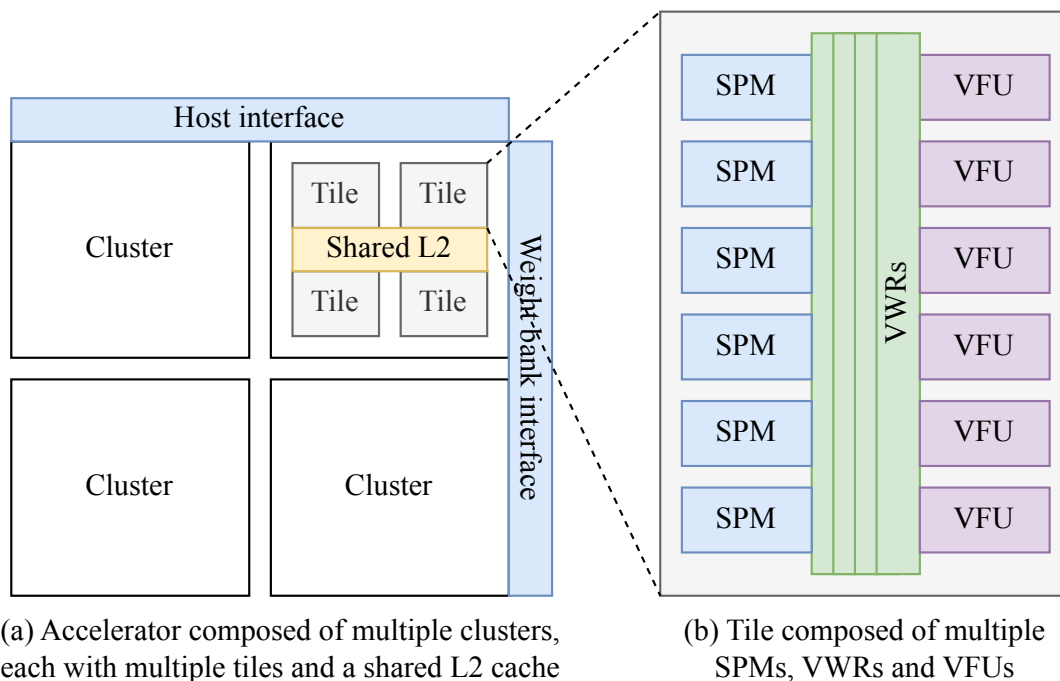 Host interface
Cluster
Tile
Tile
Shared L2
Tile
Tile
Cluster
Cluster
Weight-bank interface
(a) Accelerator composed of multiple clusters,
each with multiple tiles and a shared L2 cache
SPM
VFU
SPM
VFU
SPM
VFU
SPM
VFU
SPM
VFU
SPM
VFU
VWRs
(b) Tile composed of multiple
SPMs, VWRs and VFUs